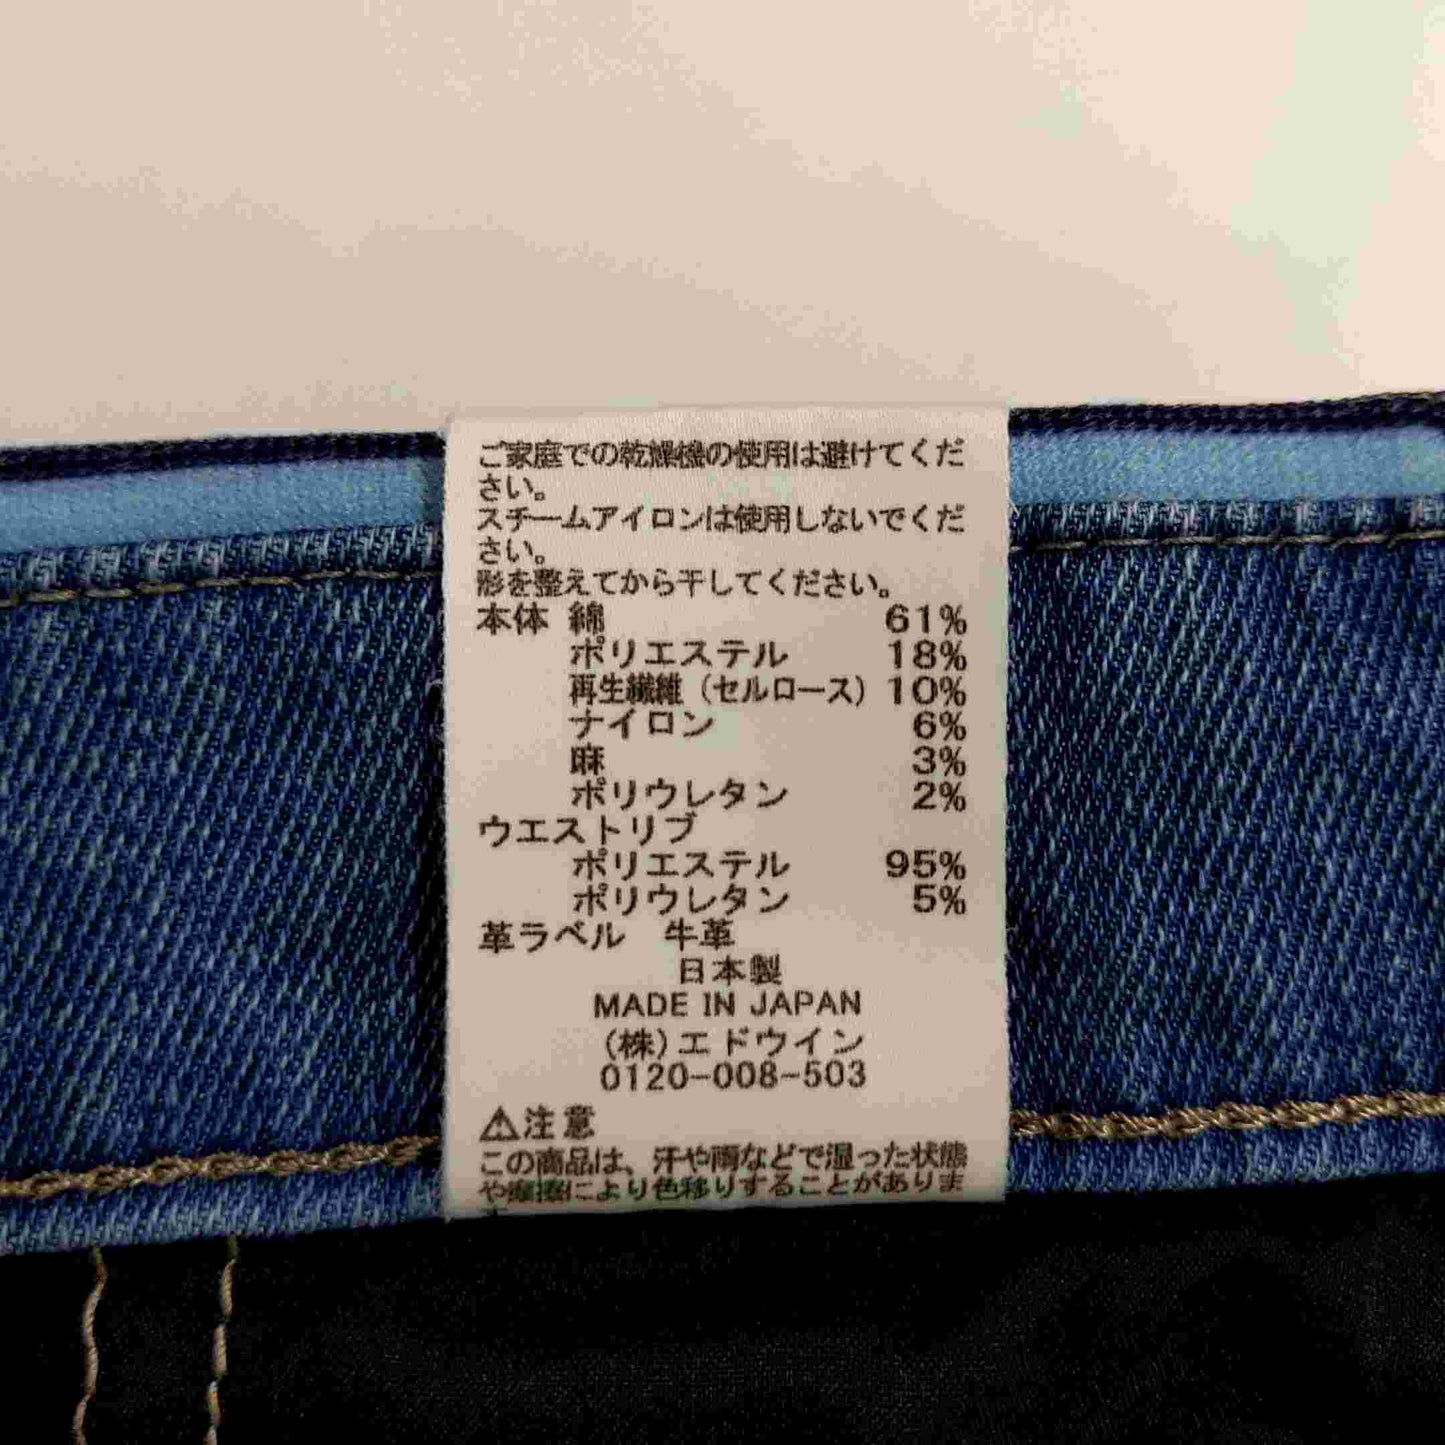 ご家庭での乾燥機の使用は避けてくだ
さい。
スチームアイロンは使用しないでくだ
さい。
形を整えてから干してください。
本体 綿 61%
ポリエステル 18%
再生繊維（セルロース）10%
ナイロン 6%
麻 3%
ポリウレタン 2%
ウエストリブ
ポリエステル 95%
ポリウレタン 5%
革ラベル 牛革
日本製
MADE IN JAPAN
(株)エドウイン
0120-008-503
⚠注意
この商品は、汗や雨などで湿った状態
や摩擦により色移りすることがありま